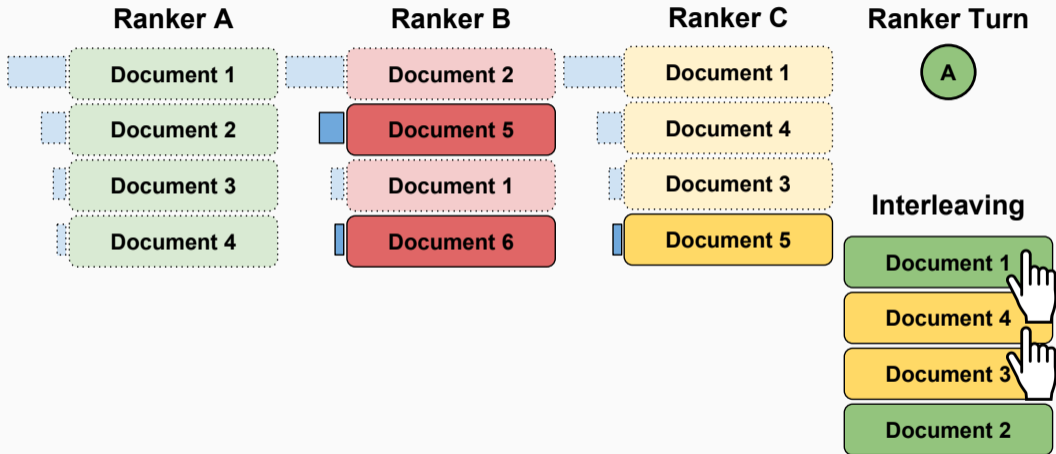 Ranker A
Document 1
Document 2
Document 3
Document 4
Ranker B
Document 2
Document 5
Document 1
Document 6
Ranker C
Document 1
Document 4
Document 3
Document 5
Ranker Turn
A
Interleaving
Document 1
Document 4
Document 3
Document 2